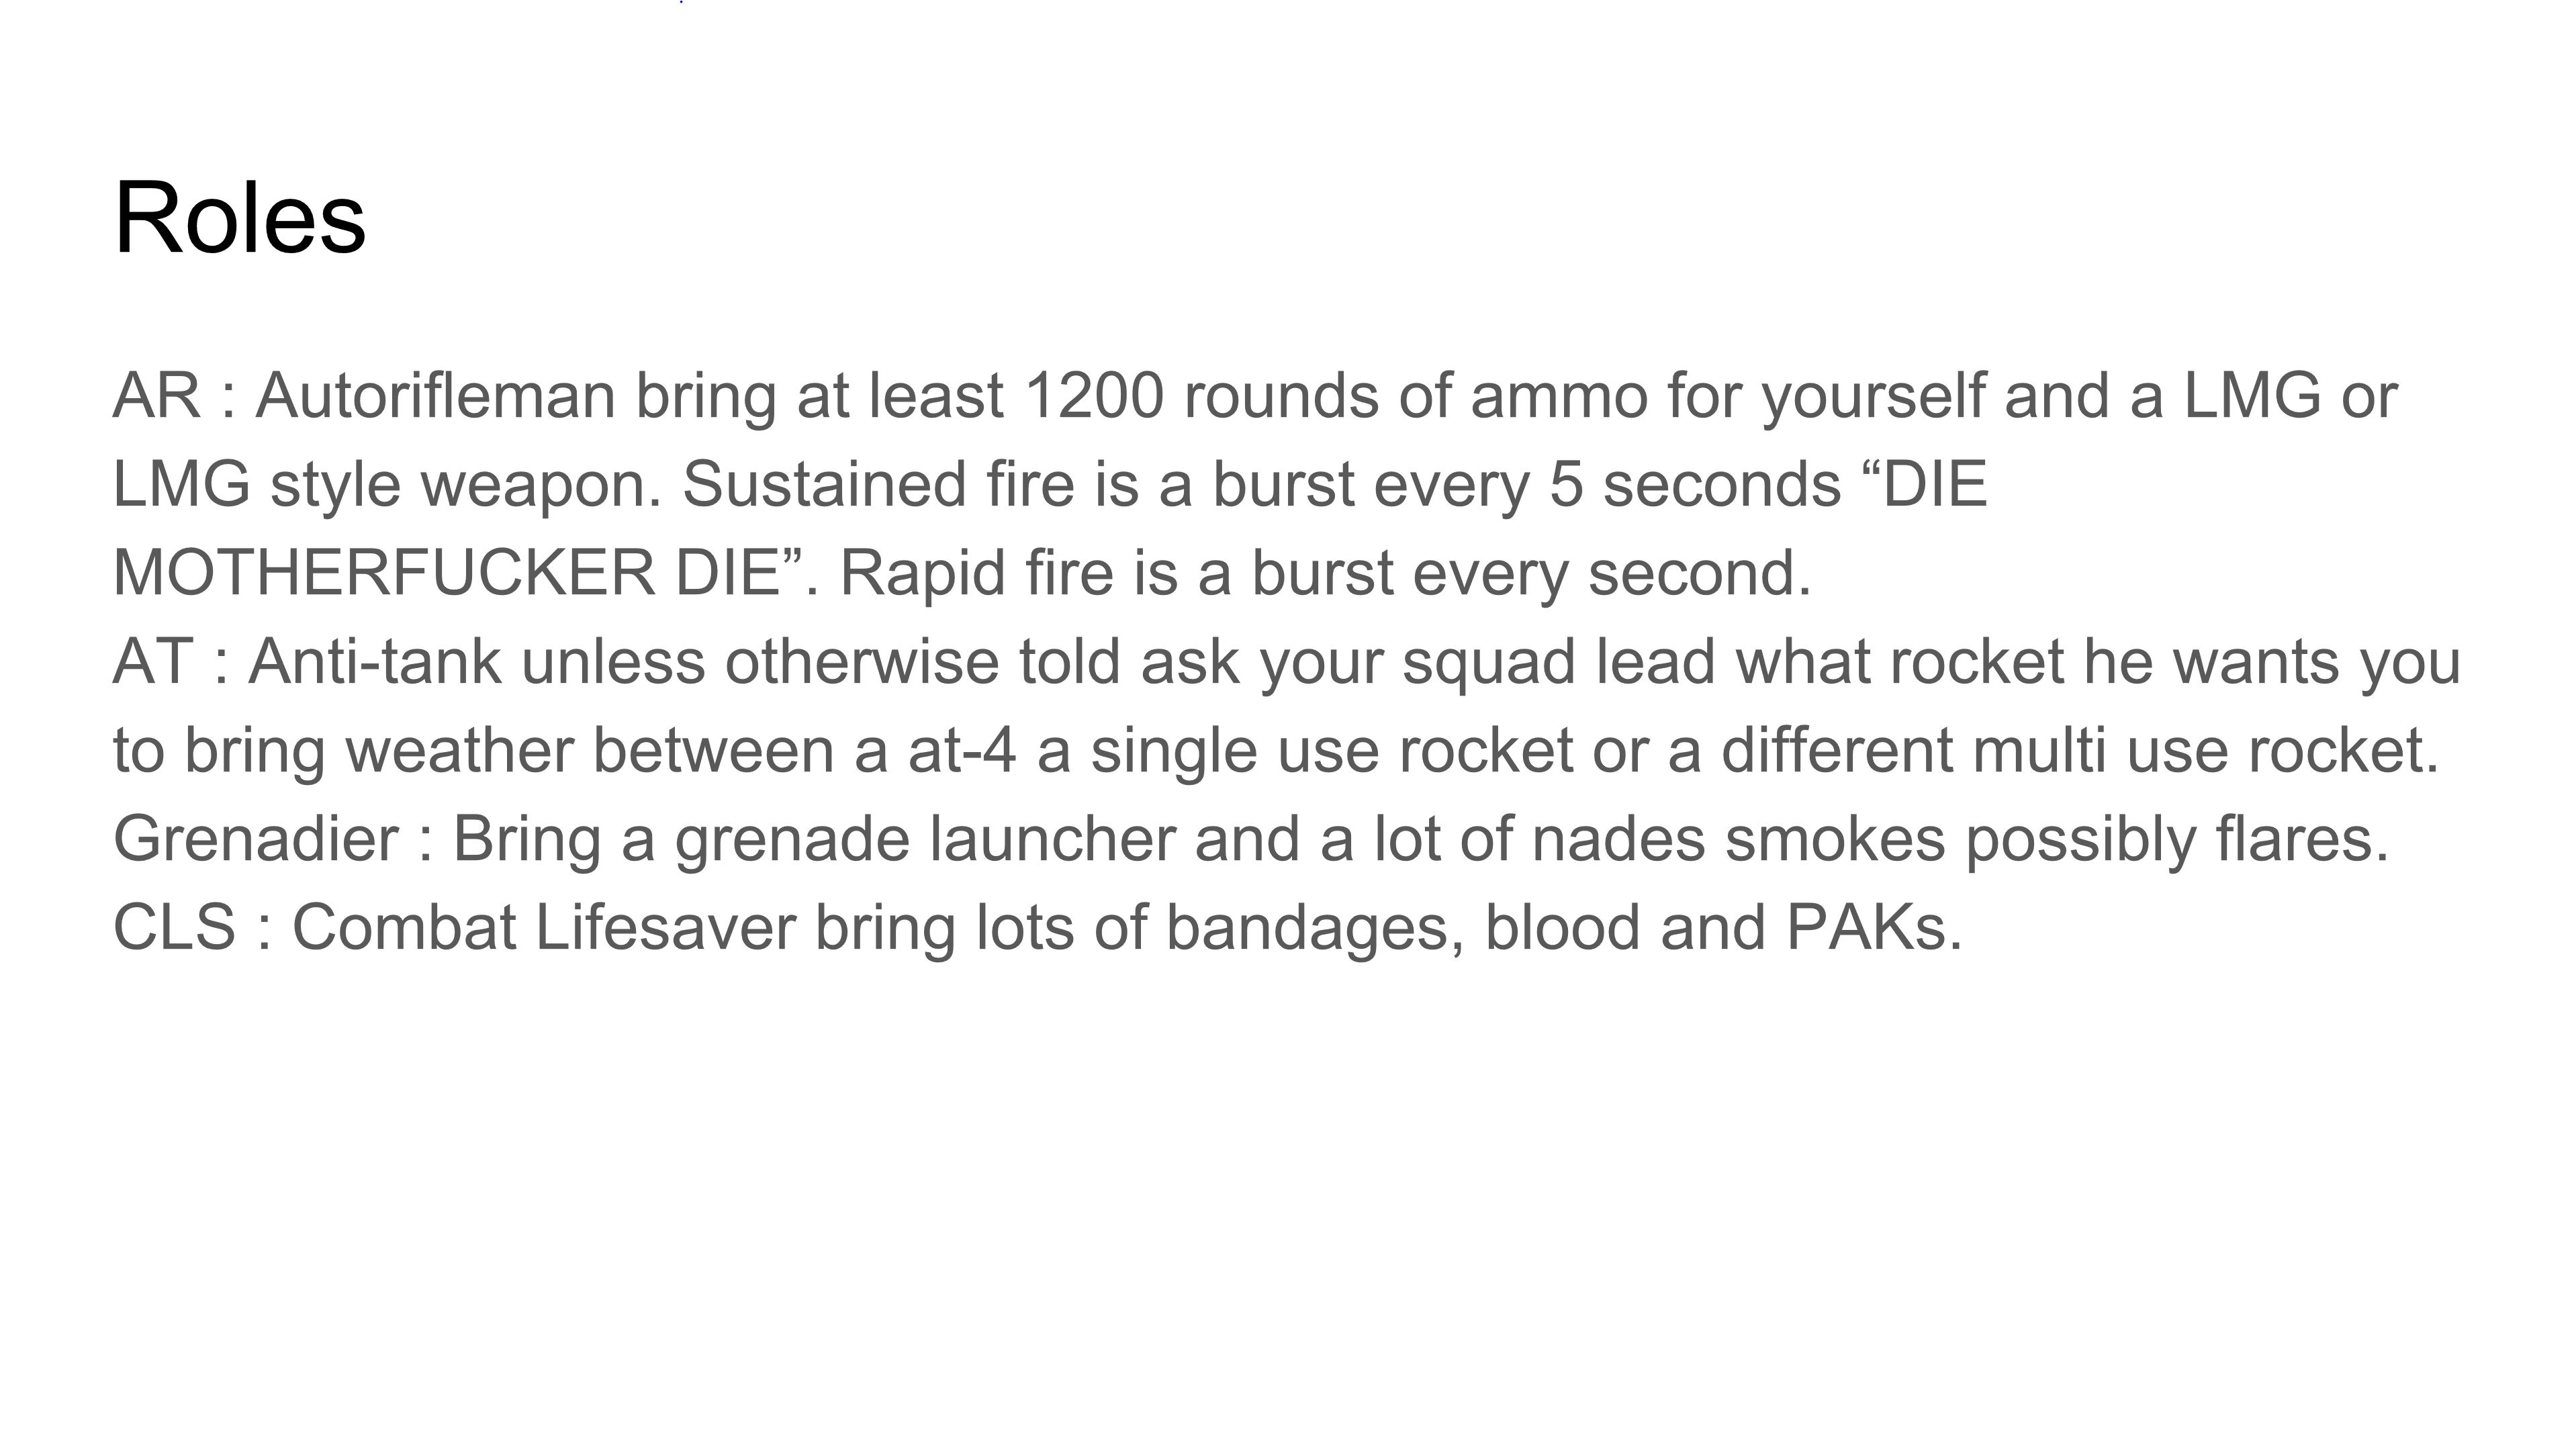 Roles
AR : Autorifleman bring at least 1200 rounds of ammo for yourself and a LMG or
LMG style weapon. Sustained fire is a burst every 5 seconds “DIE
MOTHERFUCKER DIE”. Rapid fire is a burst every second.
AT : Anti-tank unless otherwise told ask your squad lead what rocket he wants you
to bring weather between a at-4 a single use rocket or a different multi use rocket.
Grenadier : Bring a grenade launcher and a lot of nades smokes possibly flares.
CLS : Combat Lifesaver bring lots of bandages, blood and PAKs.